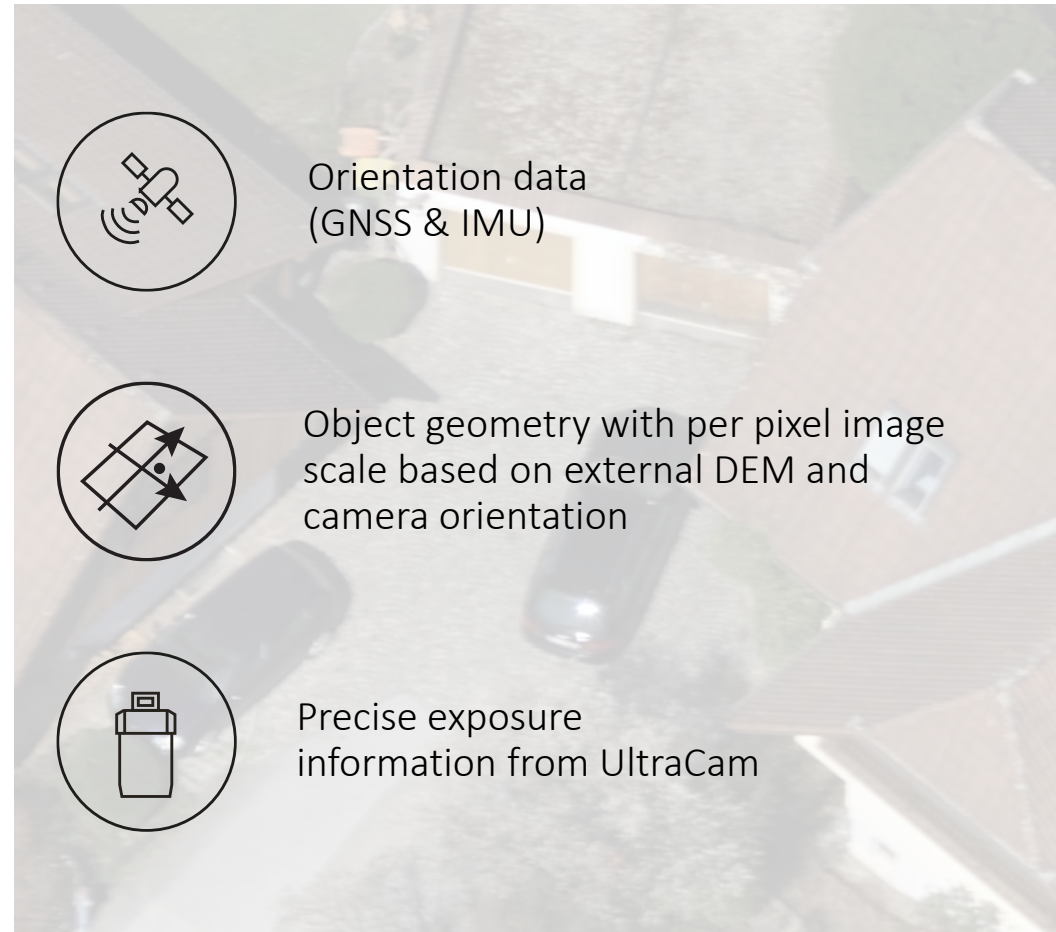 Orientation data
(GNSS & IMU)
Object geometry with per pixel image
scale based on external DEM and
camera orientation
Precise exposure
information from UltraCam